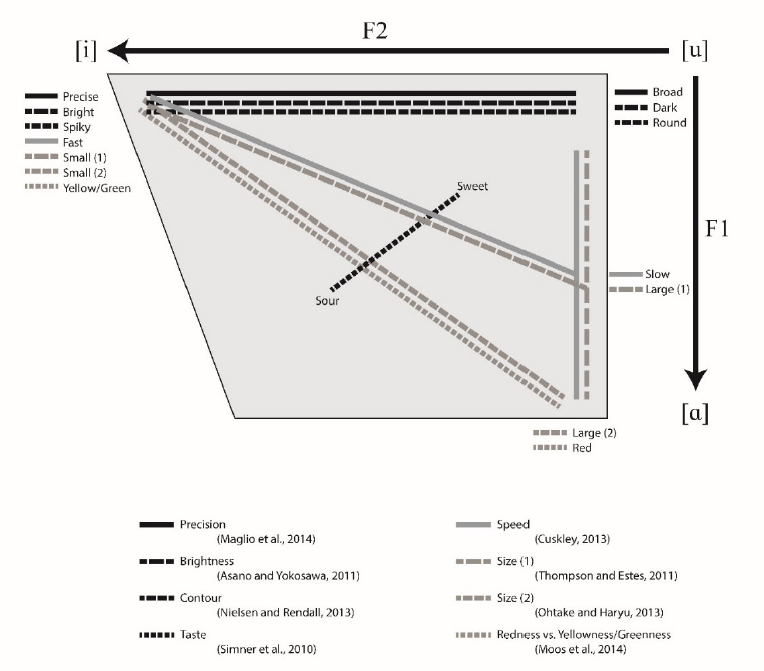 F2
[i]
[u]
Precise
Bright
Spiky
Fast
Small (1)
Small (2)
Yellow/Green
Broad
Dark
Round
Sweet
Sour
F1
Slow
Large (1)
[ɑ]
Large (2)
Red
Precision
(Maglio et al., 2014)
Brightness
(Asano and Yokosawa, 2011)
Contour
(Nielsen and Rendall, 2013)
Taste
(Simner et al., 2010)
Speed
(Cuskley, 2013)
Size (1)
(Thompson and Estes, 2011)
Size (2)
(Ohtake and Haryu, 2013)
Redness vs. Yellowness/Greenness
(Moos et al., 2014)